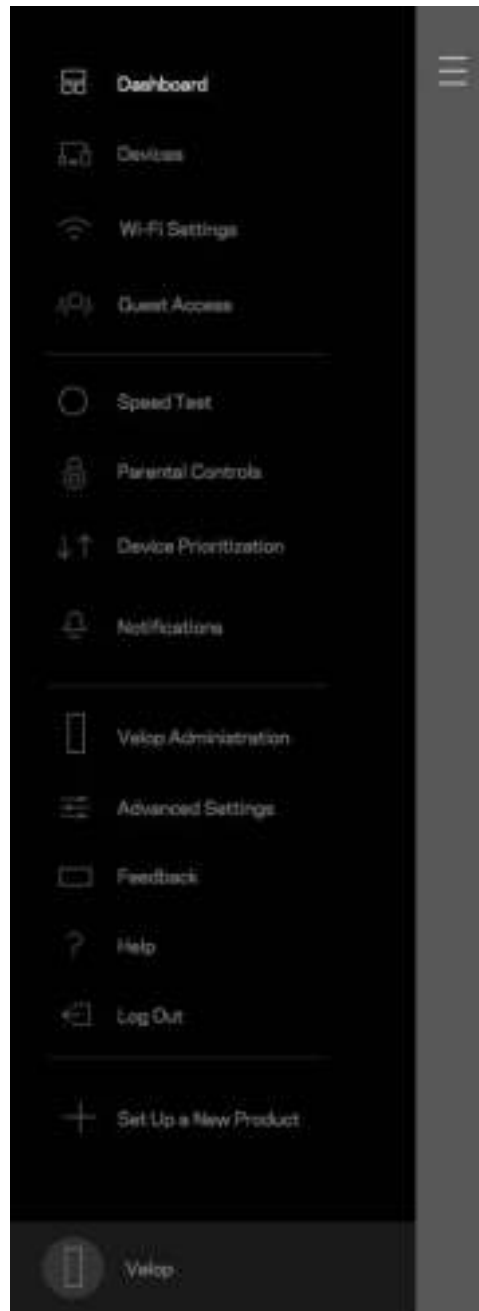 Dashboard
Devices
Wi-Fi Settings
Guest Access
Speed Test
Parental Controls
Device Prioritization
Notifications
Velop Administration
Advanced Settings
Feedback
Help
Log Out
Set Up a New Product
Velop